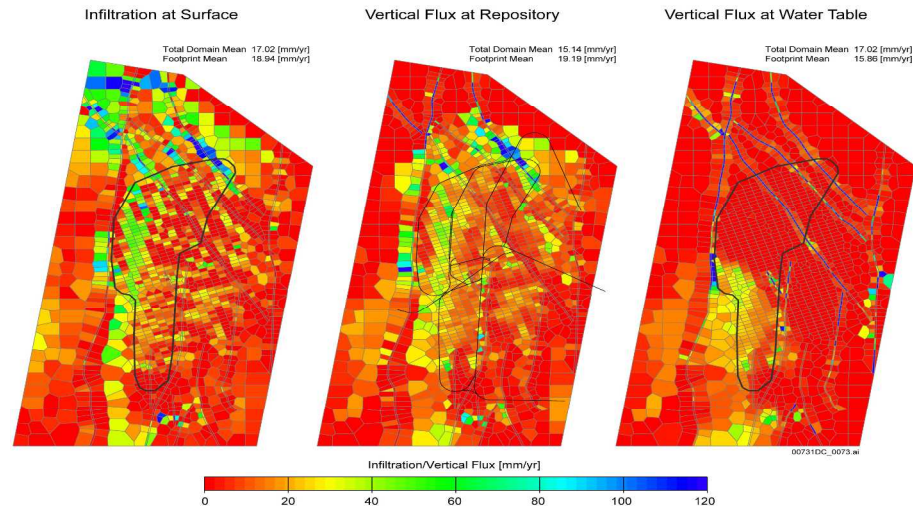 Infiltration at Surface
Total Domain Mean 17.02 [mm/yr]
Footprint Mean 18.94 [mm/yr]
Vertical Flux at Repository
Total Domain Mean 15.14 [mm/yr]
Footprint Mean 19.19 [mm/yr]
Vertical Flux at Water Table
Total Domain Mean 17.02 [mm/yr]
Footprint Mean 15.86 [mm/yr]
00731DC_0073.ai
Infiltration/Vertical Flux [mm/yr]
0 20 40 60 80 100 120